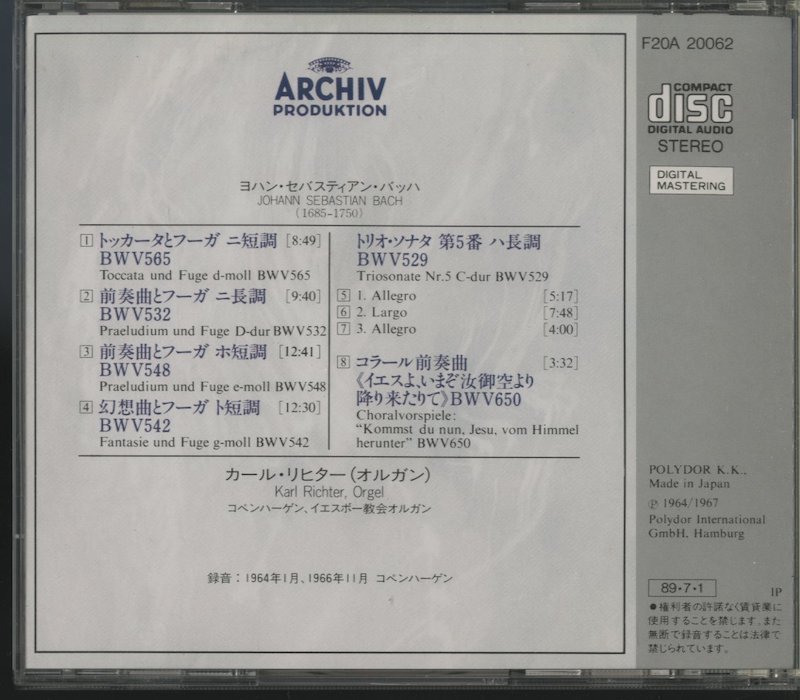 ARCHIV
PRODUKTION
ヨハン・セバスティアン・バッハ
JOHANN SEBASTIAN BACH
(1685-1750)
1 トッカータとフーガ ニ短調 [8:49]
BWV565
Toccata und Fuge d-moll BWV565
2 前奏曲とフーガ ニ長調 [9:40]
BWV532
Praeludium und Fuge D-dur BWV532
3 前奏曲とフーガ ホ短調 [12:41]
BWV548
Praeludium und Fuge e-moll BWV548
4 幻想曲とフーガ ト短調 [12:30]
BWV542
Fantasie und Fuge g-moll BWV542
トリオ・ソナタ 第5番 ハ長調
BWV529
Triosonate Nr.5 C-dur BWV529
5 1. Allegro [5:17]
6 2. Largo [7:48]
7 3. Allegro [4:00]
8 コラール前奏曲 [3:32]
《イエスよ、いまぞ汝御空より
降り来たりて》BWV650
Choralvorspiele:
“Kommst du nun, Jesu, vom Himmel
herunter” BWV650
カール・リヒター(オルガン)
Karl Richter, Orgel
コペンハーゲン、イエスボー教会オルガン
録音：1964年1月、1966年11月 コペンハーゲン
F20A 20062
COMPACT
disc
DIGITAL AUDIO
STEREO
DIGITAL
MASTERING
POLYDOR K.K.,
Made in Japan
℗ 1964/1967
Polydor International
GmbH, Hamburg
89・7・1
1P
●権利者の許諾なく賃貸業に
使用することを禁じます。また
無断で録音することは法律で
禁じられています。